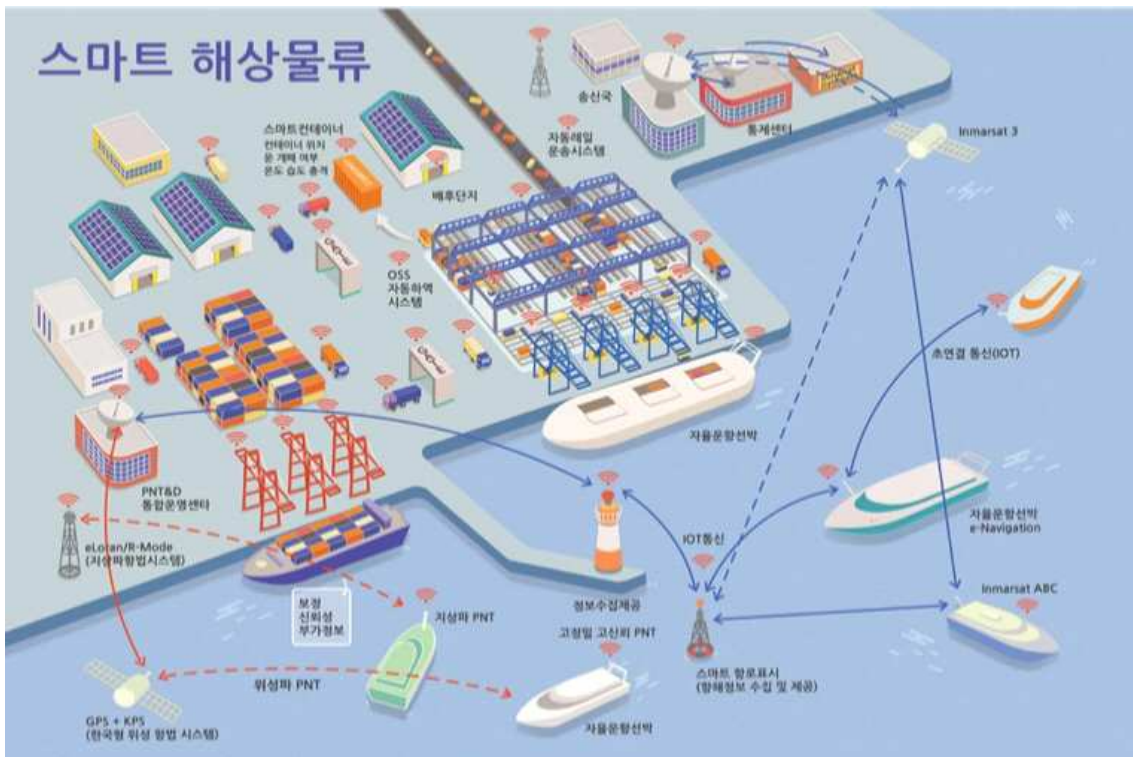 스마트 해상물류
송신국
통제센터
Inmarsat 3
스마트컨테이너
컨테이너 위치
문 개폐 여부
온도 습도 충격
자동레일
운송시스템
배후단지
OSS
자동하역
시스템
초연결 통신(IOT)
자율운항선박
PNT&D
통합운영센타
자율운항선박
e-Navigation
IOT통신
eLoran/R-Mode
(지상파항법시스템)
Inmarsat ABC
보정
신뢰성
부가정보
지상파 PNT
정보수집제공
고정밀 고신뢰 PNT
스마트 항로표시
(항해정보 수집 및 제공)
위성파 PNT
GPS + KPS
(한국형 위성 항법 시스템)
자율운항선박